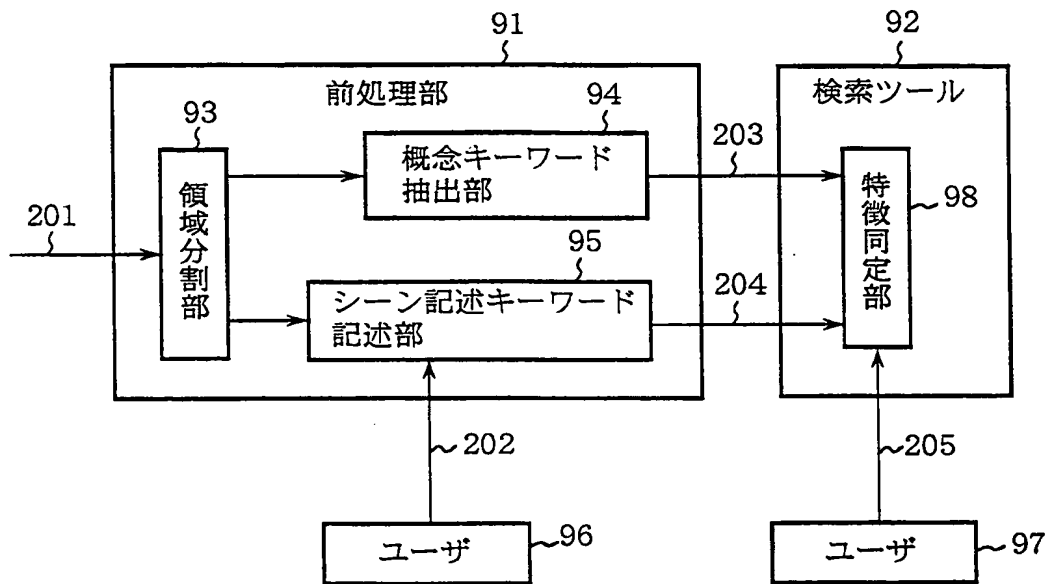 91
92
前処理部
検索ツール
93
94
領域分割部
概念キーワード
抽出部
203
特徴同定部
98
201
95
シーン記述キーワード
記述部
204
202
205
ユーザ
96
ユーザ
97